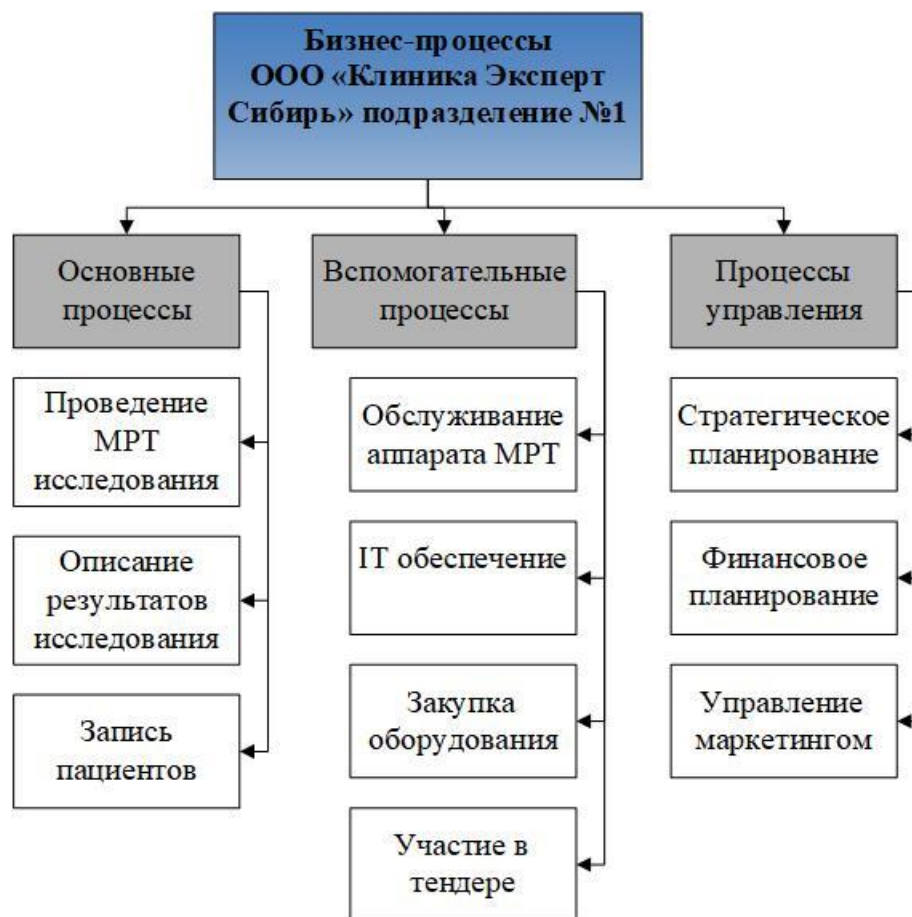 Бизнес-процессы
ООО «Клиника Эксперт
Сибирь» подразделение №1
Основные
процессы
Проведение
МРТ
исследования
Описание
результатов
исследования
Запись
пациентов
Вспомогательные
процессы
Обслуживание
аппарата МРТ
IT обеспечение
Закупка
оборудования
Участие в
тендере
Процессы
управления
Стратегическое
планирование
Финансовое
планирование
Управление
маркетингом